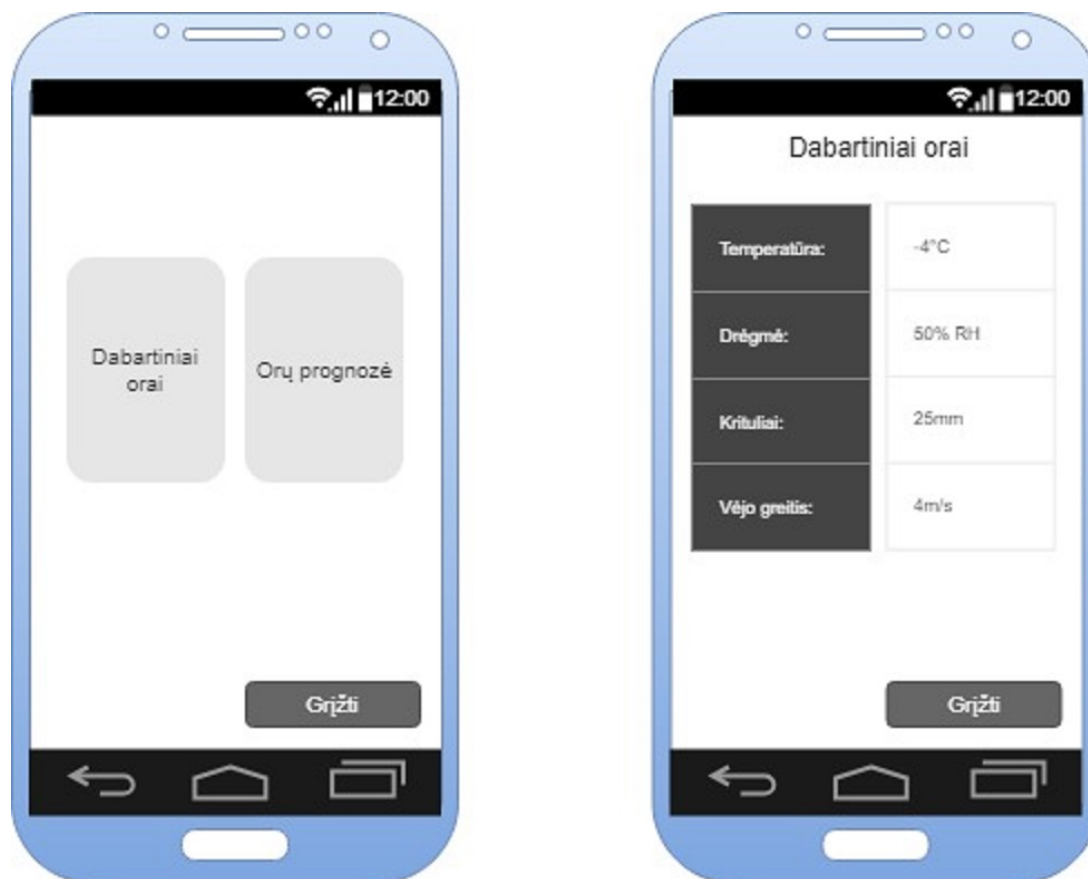 12:00
Dabartiniai
orai
Orų prognozė
Grįžti
12:00
Dabartiniai orai
Temperatūra: -4°C
Drėgmė: 50% RH
Krituliai: 25mm
Vėjo greitis: 4m/s
Grįžti